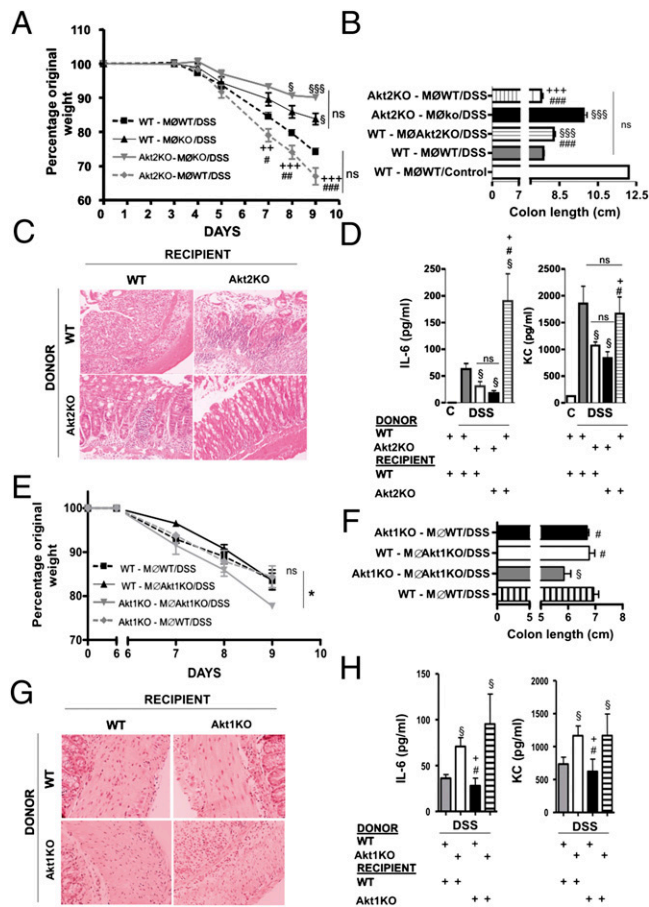 A
Percentage original
weight
100
90
80
70
60
0
1
2
3
4
5
6
7
8
9
10
DAYS
WT - MØWT/DSS
WT - MØKO/DSS
Akt2KO-MØKO/DSS
Akt2KO-MØWT/DSS
§
§§§
§
ns
ns
++
#
+++
##
+++
###
B
Akt2KO - MØWT/DSS
Akt2KO - MØko/DSS
WT - MØAkt2KO/DSS
WT - MØWT/DSS
WT - MØWT/Control
+++
###
§§§
§§§
###
ns
0
7
8.5
12.5
Colon length (cm)
C
RECIPIENT
WT
Akt2KO
DONOR
WT
Akt2KO
D
IL-6 (pg/ml)
250
200
150
100
50
0
+
#
§
ns
§
§
C
DSS
KC (pg/ml)
2500
2000
1500
1000
500
0
ns
+
#
ns
§
§
C
DSS
DONOR
WT
+ + +
+ + +
Akt2KO
+ +
+ +
RECIPIENT
WT
+ + +
+ + +
Akt2KO
+ +
+ +
E
Percentage original
weight
100
90
80
70
60
0
6
6
7
8
9
10
DAYS
WT - M∅WT/DSS
WT - M∅Akt1KO/DSS
Akt1KO - M∅Akt1KO/DSS
Akt1KO - M∅WT/DSS
ns
*
F
Akt1KO - M∅WT/DSS
WT - M∅Akt1KO/DSS
Akt1KO - M∅Akt1KO/DSS
WT - M∅WT/DSS
#
#
§
0
5
5
6
7
8
Colon length (cm)
G
RECIPIENT
WT
Akt1KO
DONOR
WT
Akt1KO
H
IL-6 (pg/ml)
150
100
50
0
§
+
#
§
DSS
KC (pg/ml)
2000
1500
1000
500
0
§
+
#
§
DSS
DONOR
WT
+ +
+ +
Akt1KO
+ +
+ +
RECIPIENT
WT
+ +
+ +
Akt1KO
+ +
+ +